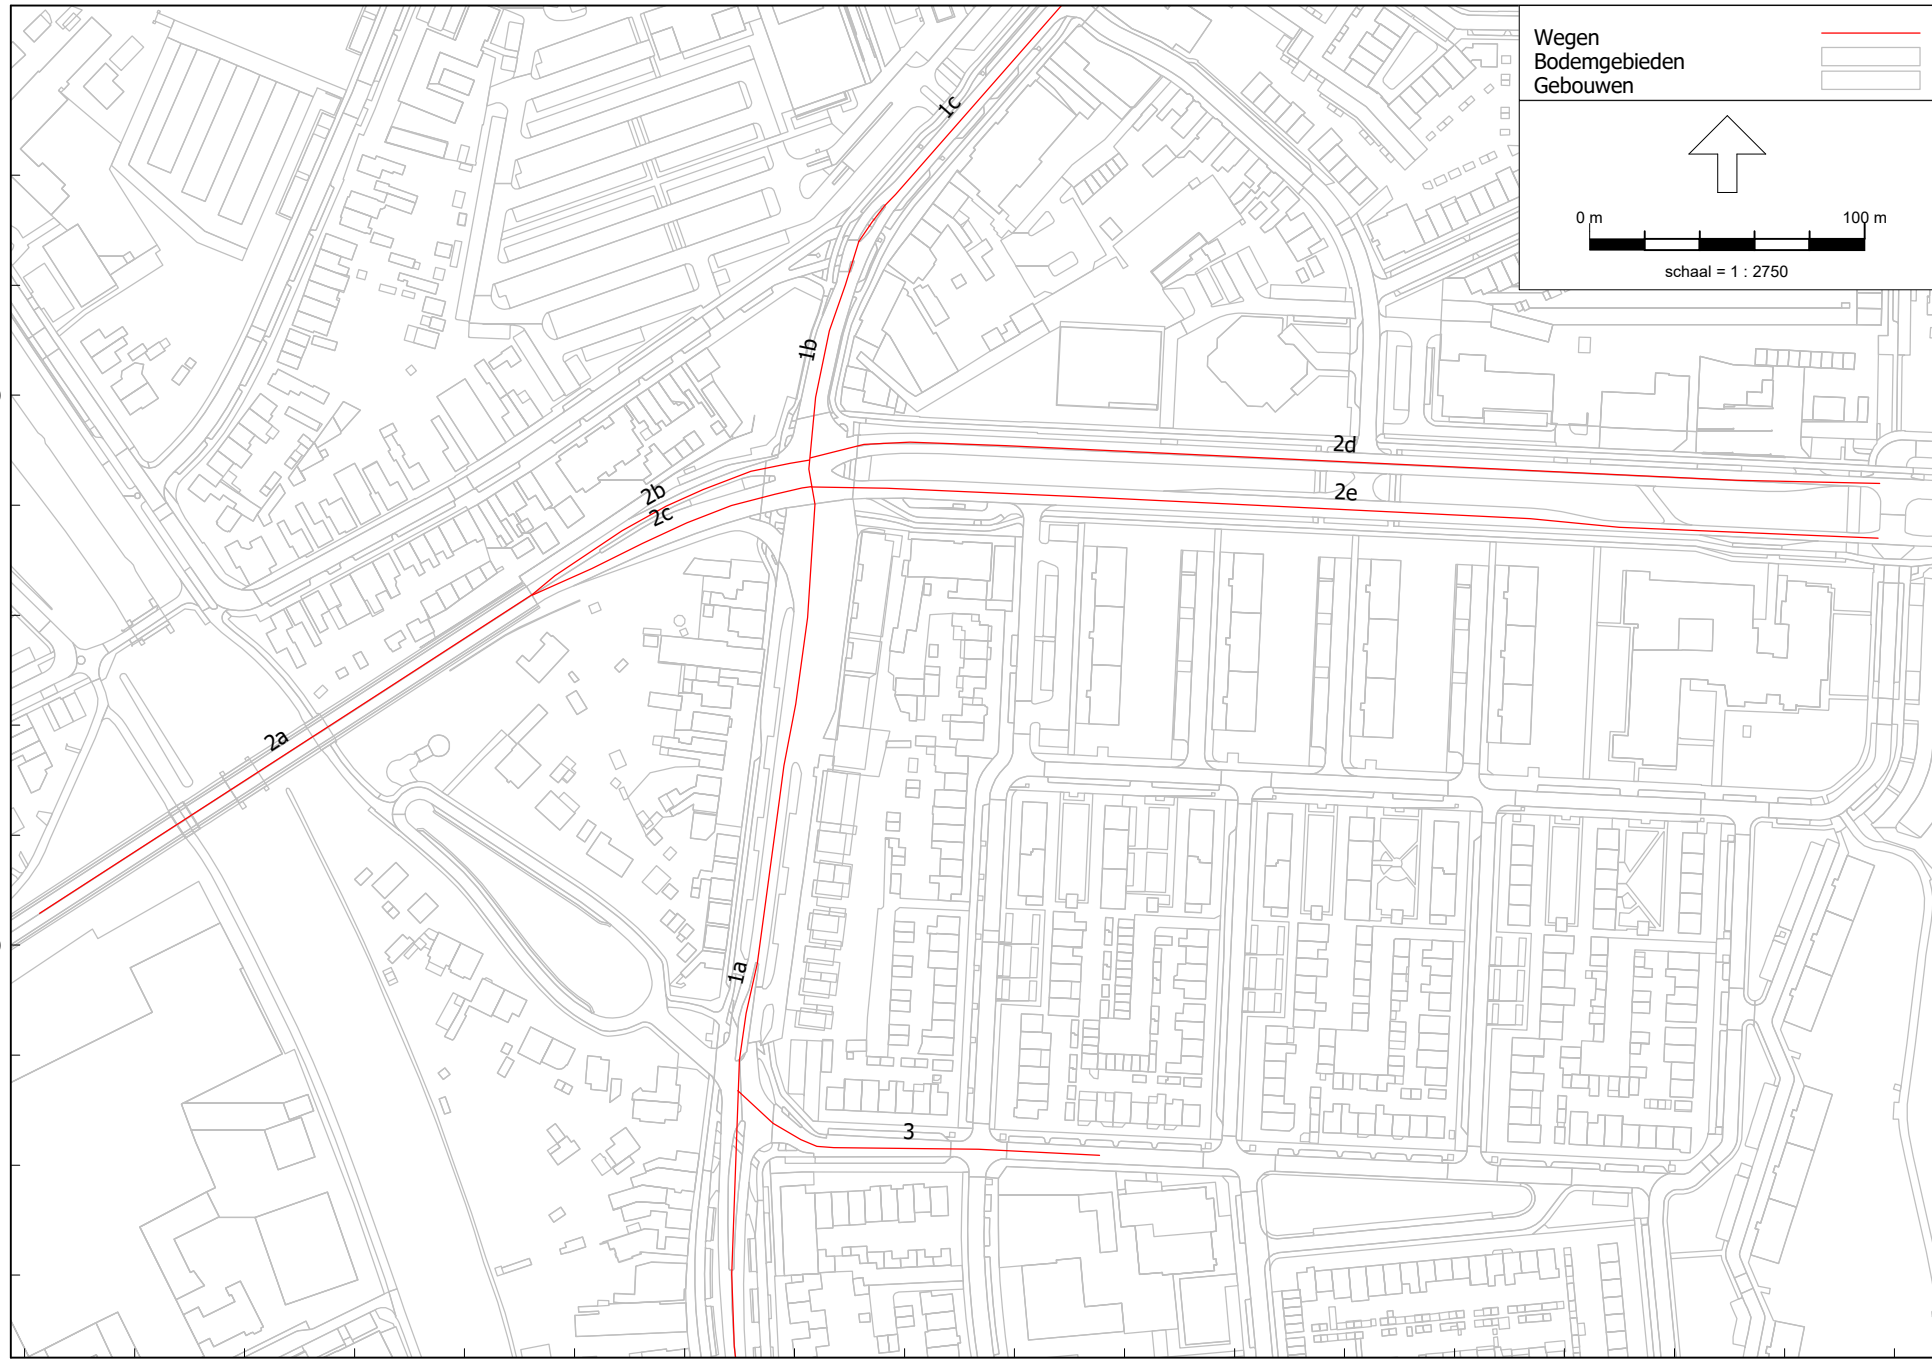 Wegen
Bodemgebieden
Gebouwen
0 m 100 m
schaal = 1 : 2750
1c
1b
2d
2b
2e
2c
2a
1a
3